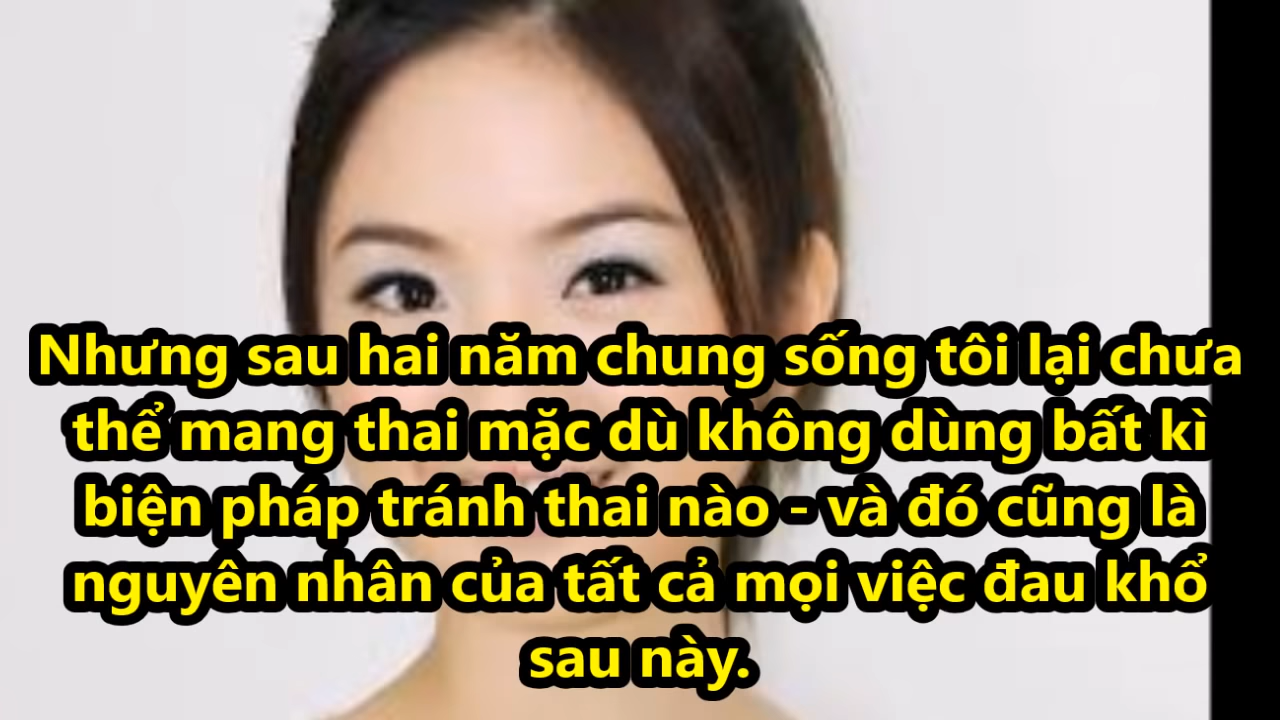 Nhưng sau hai năm chung sống tôi lại chưa
thể mang thai mặc dù không dùng bất kì
biện pháp tránh thai nào - và đó cũng là
nguyên nhân của tất cả mọi việc đau khổ
sau này.